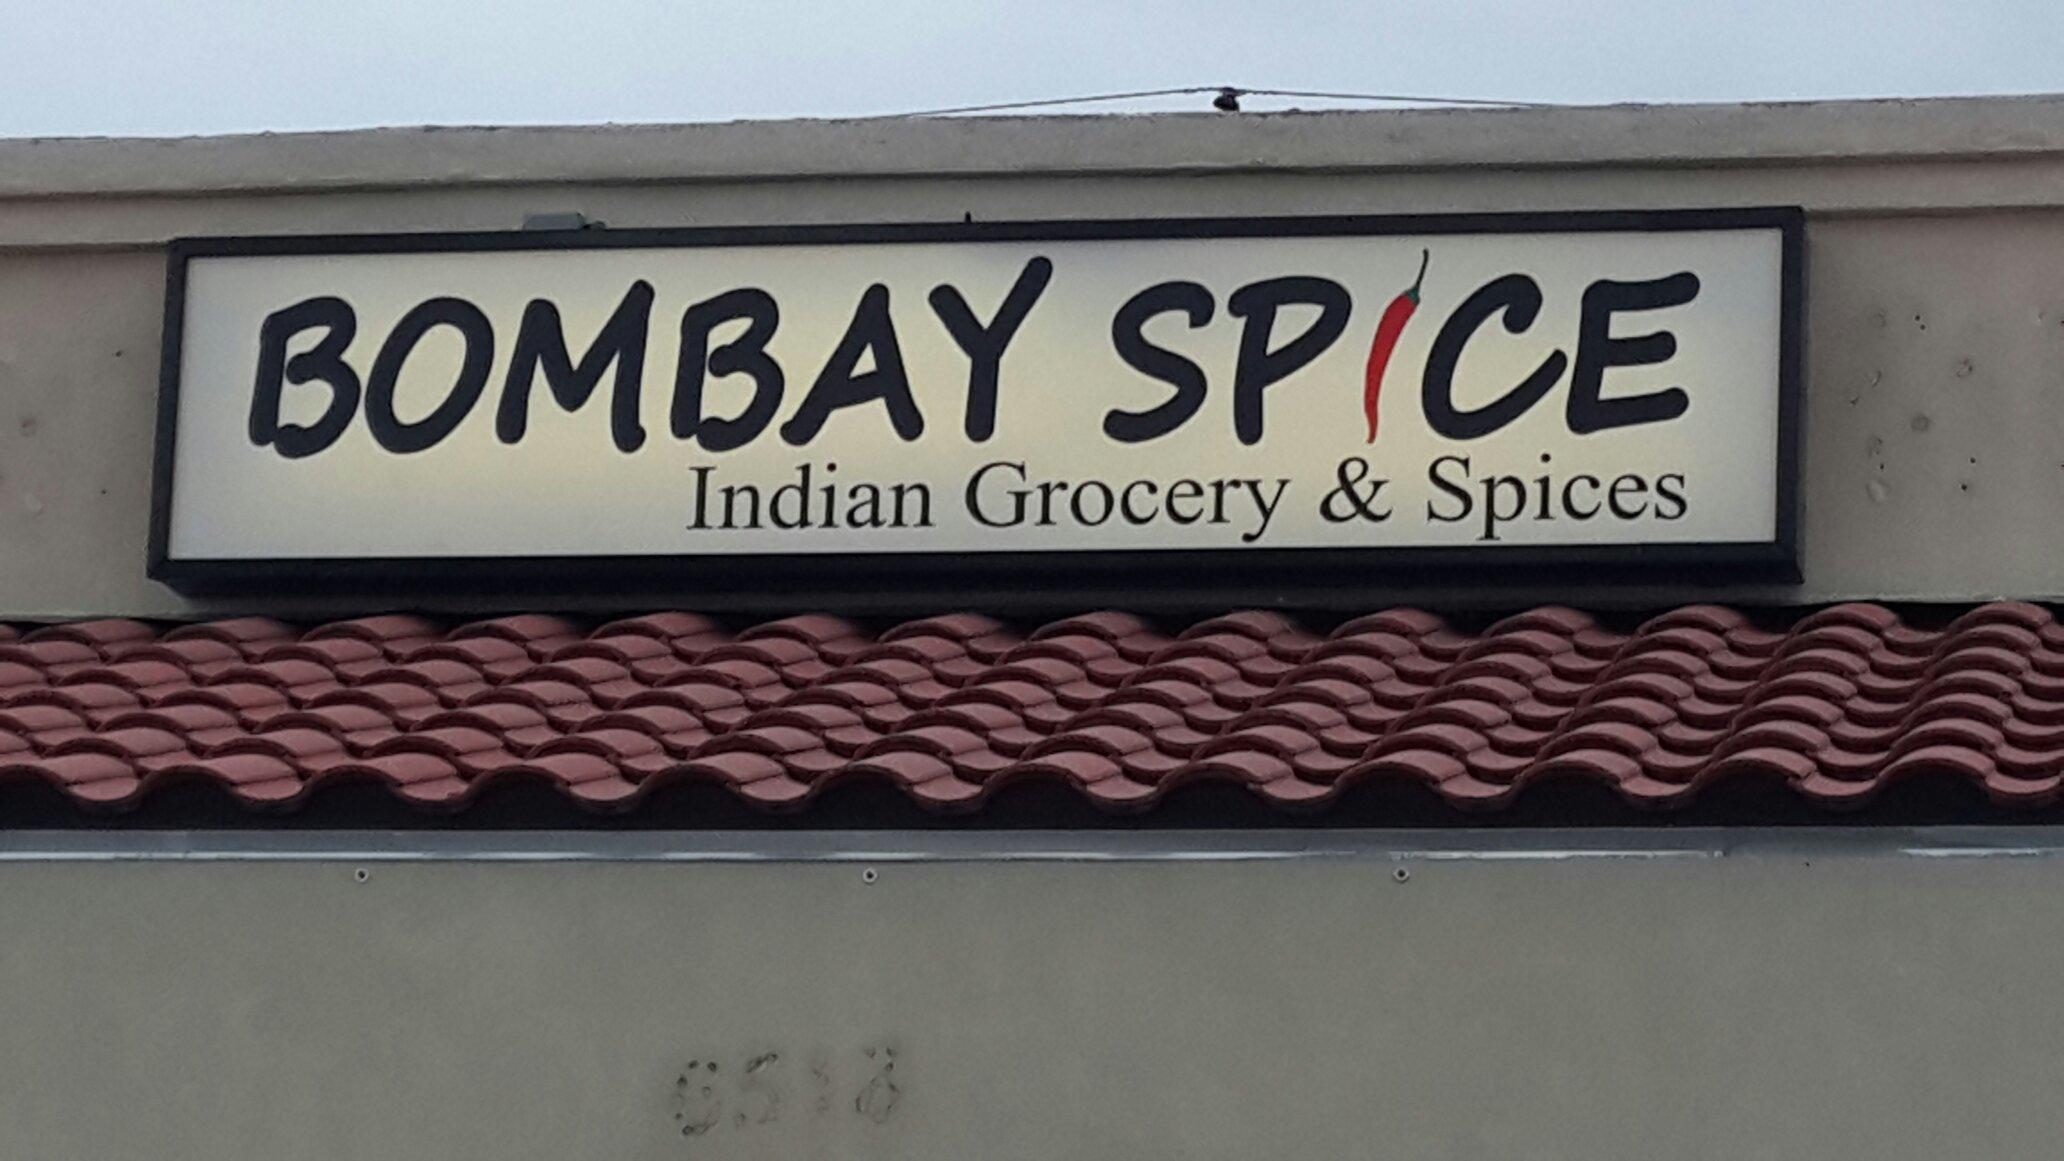 BOMBAY SPICE
Indian Grocery & Spices